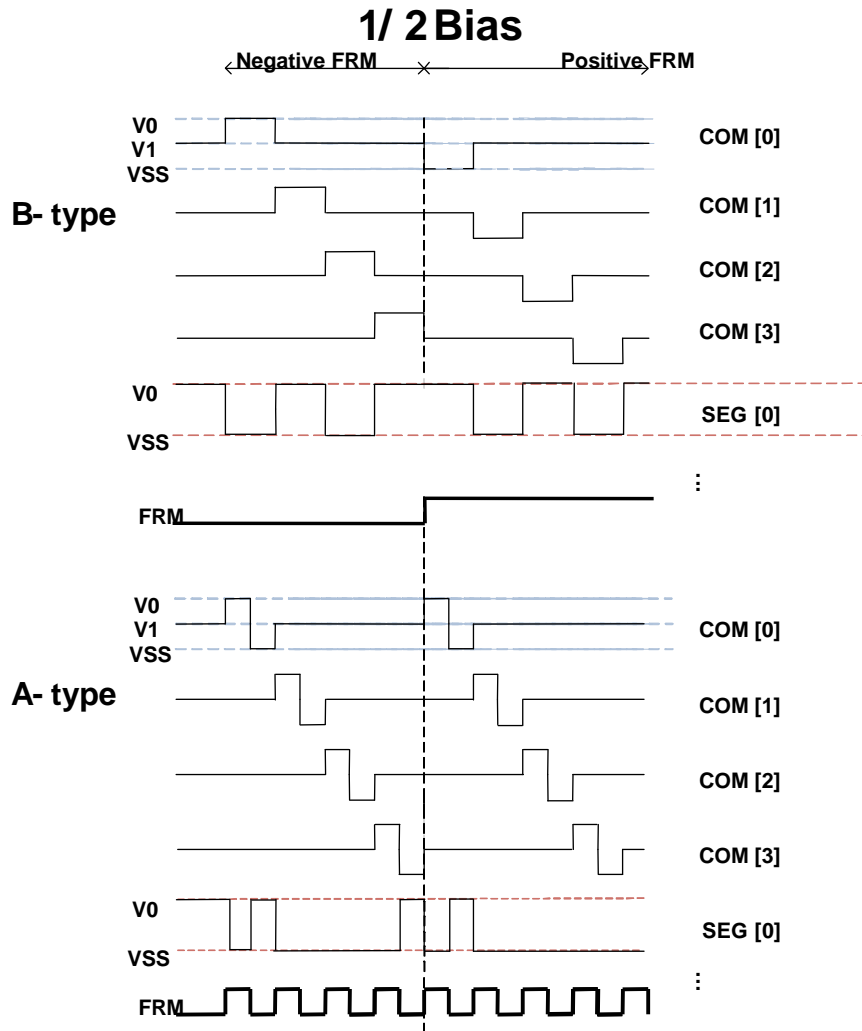 1/ 2 Bias
Negative FRM
Positive FRM
V0
V1
VSS
COM [0]
B- type
COM [1]
COM [2]
COM [3]
V0
VSS
SEG [0]
⋮
FRM
V0
V1
VSS
COM [0]
A- type
COM [1]
COM [2]
COM [3]
V0
VSS
SEG [0]
⋮
FRM